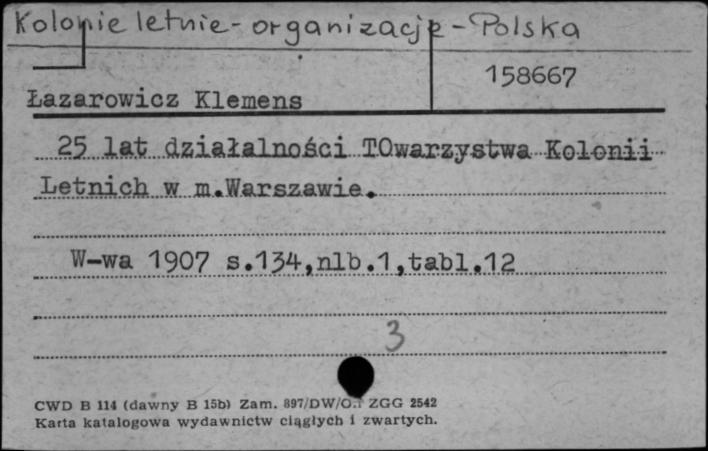 Kolonie letnie - organizacje - Polska
158667
Łazarowicz Klemens
25 lat działalności TOwarzystwa Kolonii
Letnich w m.Warszawie.
W-wa 1907 s.134,nlb.1,tabl.12
3
CWD B 114 (dawny B 15b) Zam. 897/DW/O.T ZGG 2542
Karta katalogowa wydawnictw ciągłych i zwartych.